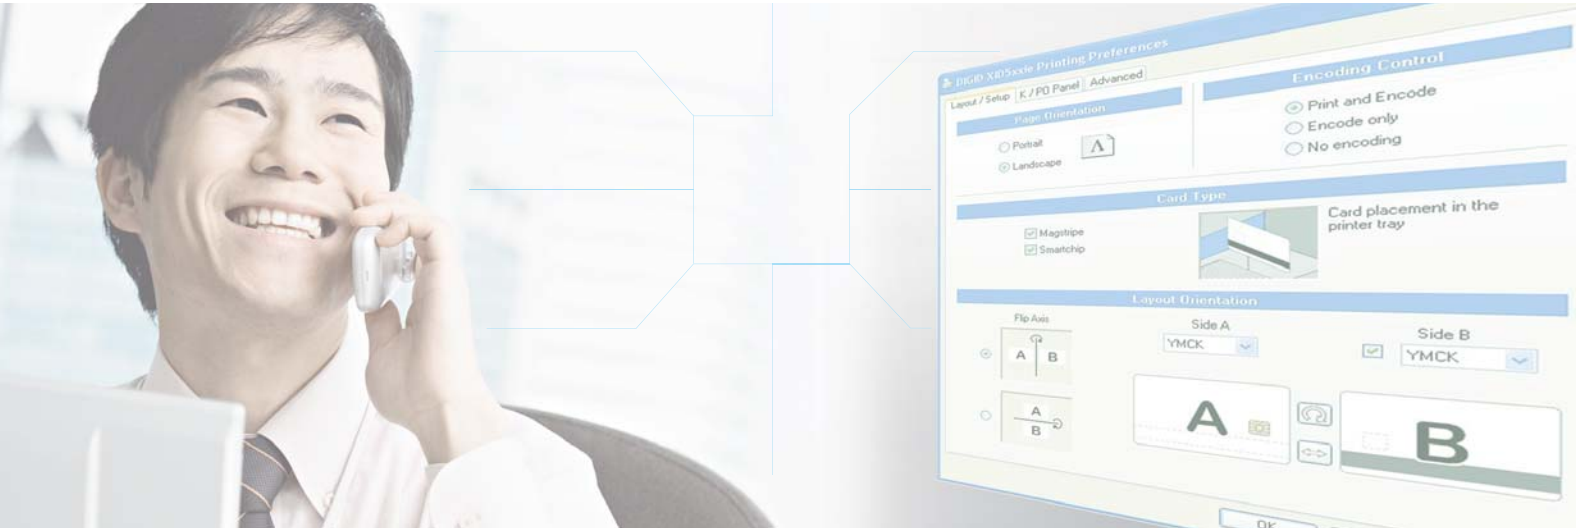 DIGID XID5xxie Printing Preferences
Layout / Setup K / PO Panel Advanced
Page Orientation
Portrait
Landscape
A
Encoding Control
Print and Encode
Encode only
No encoding
Card Type
Magstripe
Smartchip
Card placement in the
printer tray
Layout Orientation
Flip Axis
A B
A
B
Side A
YMCK
Side B
YMCK
A
B
OK